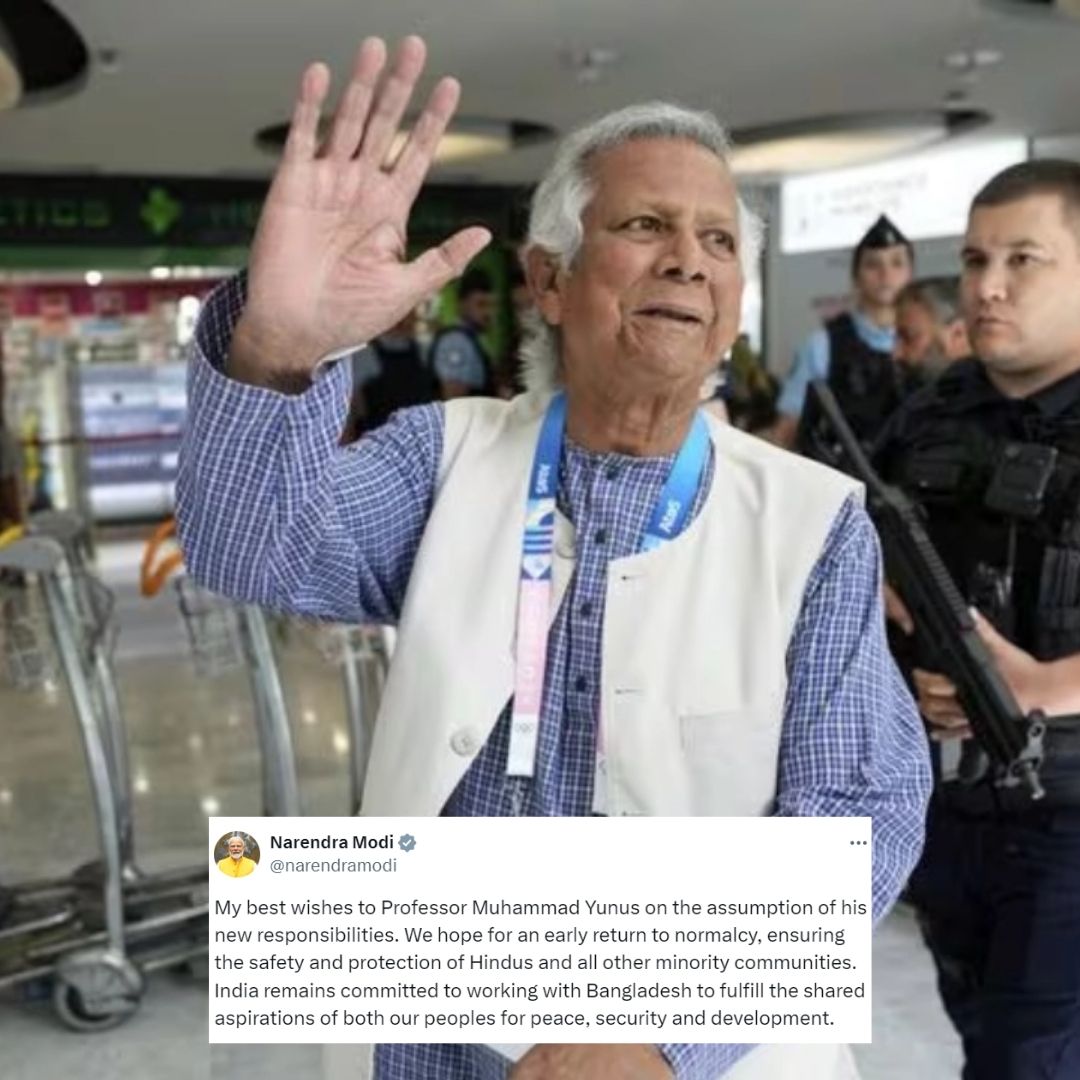 ETICS
Narendra Modi
@narendramodi
My best wishes to Professor Muhammad Yunus on the assumption of his
new responsibilities. We hope for an early return to normalcy, ensuring
the safety and protection of Hindus and all other minority communities.
India remains committed to working with Bangladesh to fulfill the shared
aspirations of both our peoples for peace, security and development.